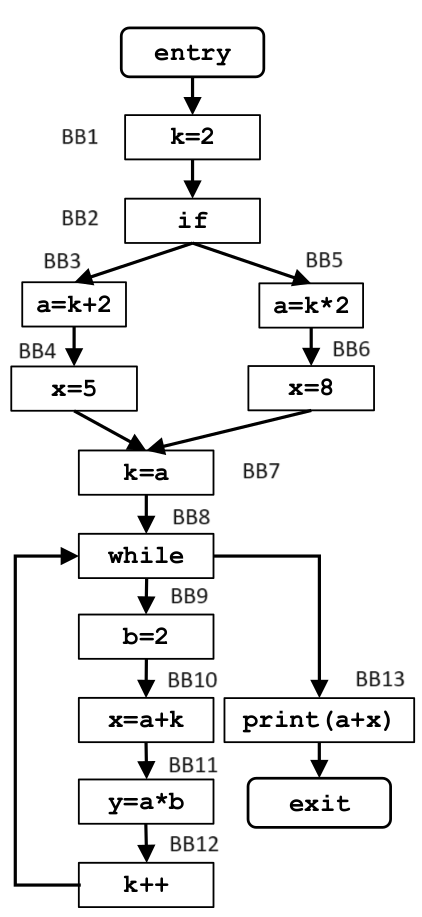 entry
BB1
k=2
BB2
if
BB3
BB5
a=k+2
a=k*2
BB4
BB6
x=5
x=8
k=a
BB7
BB8
while
BB9
b=2
BB10
BB13
x=a+k
print(a+x)
BB11
y=a*b
exit
BB12
k++